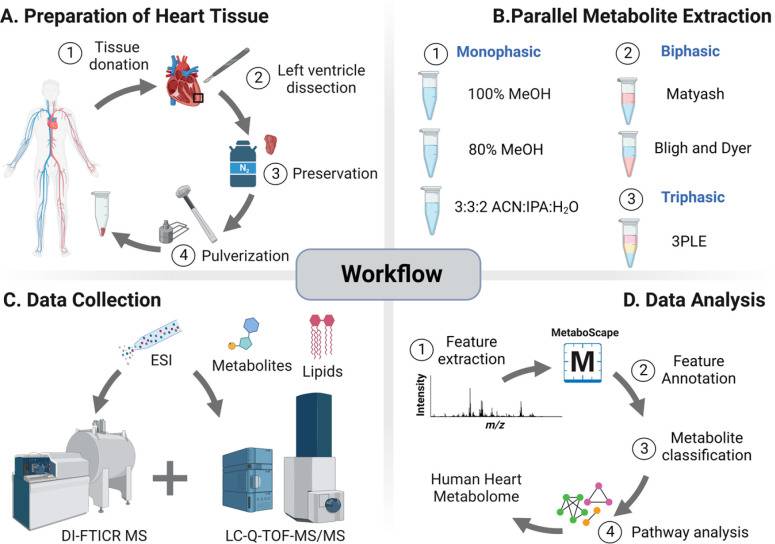 A. Preparation of Heart Tissue
1 Tissue
donation
2 Left ventricle
dissection
N₂
3 Preservation
4 Pulverization
B.Parallel Metabolite Extraction
1 Monophasic
100% MeOH
80% MeOH
3:3:2 ACN:IPA:H₂O
2 Biphasic
Matyash
Bligh and Dyer
3 Triphasic
3PLE
Workflow
C. Data Collection
ESI
Metabolites
Lipids
DI-FTICR MS
+
LC-Q-TOF-MS/MS
D. Data Analysis
1 Feature
extraction
Intensity
m/z
MetaboScape
M
2 Feature
Annotation
3 Metabolite
classification
4 Pathway analysis
Human Heart
Metabolome